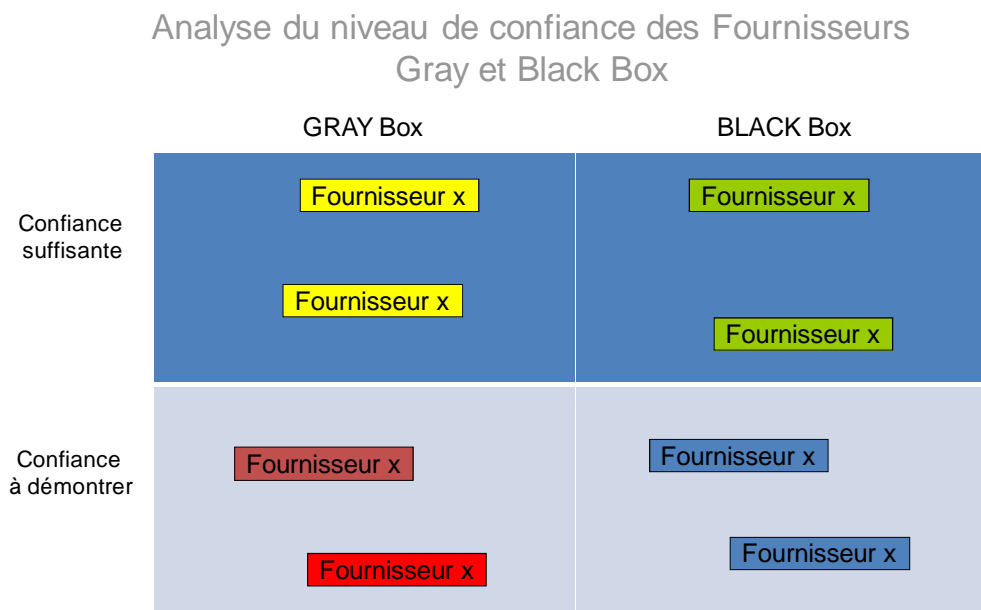 Analyse du niveau de confiance des Fournisseurs
Gray et Black Box
GRAY Box
BLACK Box
Confiance
suffisante
Fournisseur x
Fournisseur x
Fournisseur x
Fournisseur x
Confiance
à démontrer
Fournisseur x
Fournisseur x
Fournisseur x
Fournisseur x